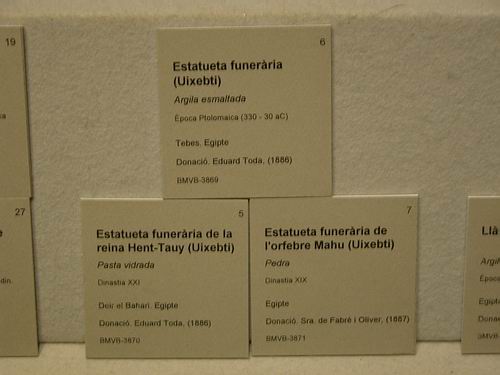 19
6
Estatueta funerària
(Uixebti)
Argila esmaltada
Època Ptolomaica (330 - 30 aC)
Tebes. Egipte
Donació. Eduard Toda, (1886)
BMVB-3869
27
5
Estatueta funerària de la
reina Hent-Tauy (Uixebti)
Pasta vidrada
Dinastia XXI
Deir el Bahari. Egipte
Donació. Eduard Toda, (1886)
BMVB-3870
7
Estatueta funerària de
l'orfebre Mahu (Uixebti)
Pedra
Dinastia XIX
Egipte
Donació. Sra. de Fabré i Oliver, (1887)
BMVB-3871